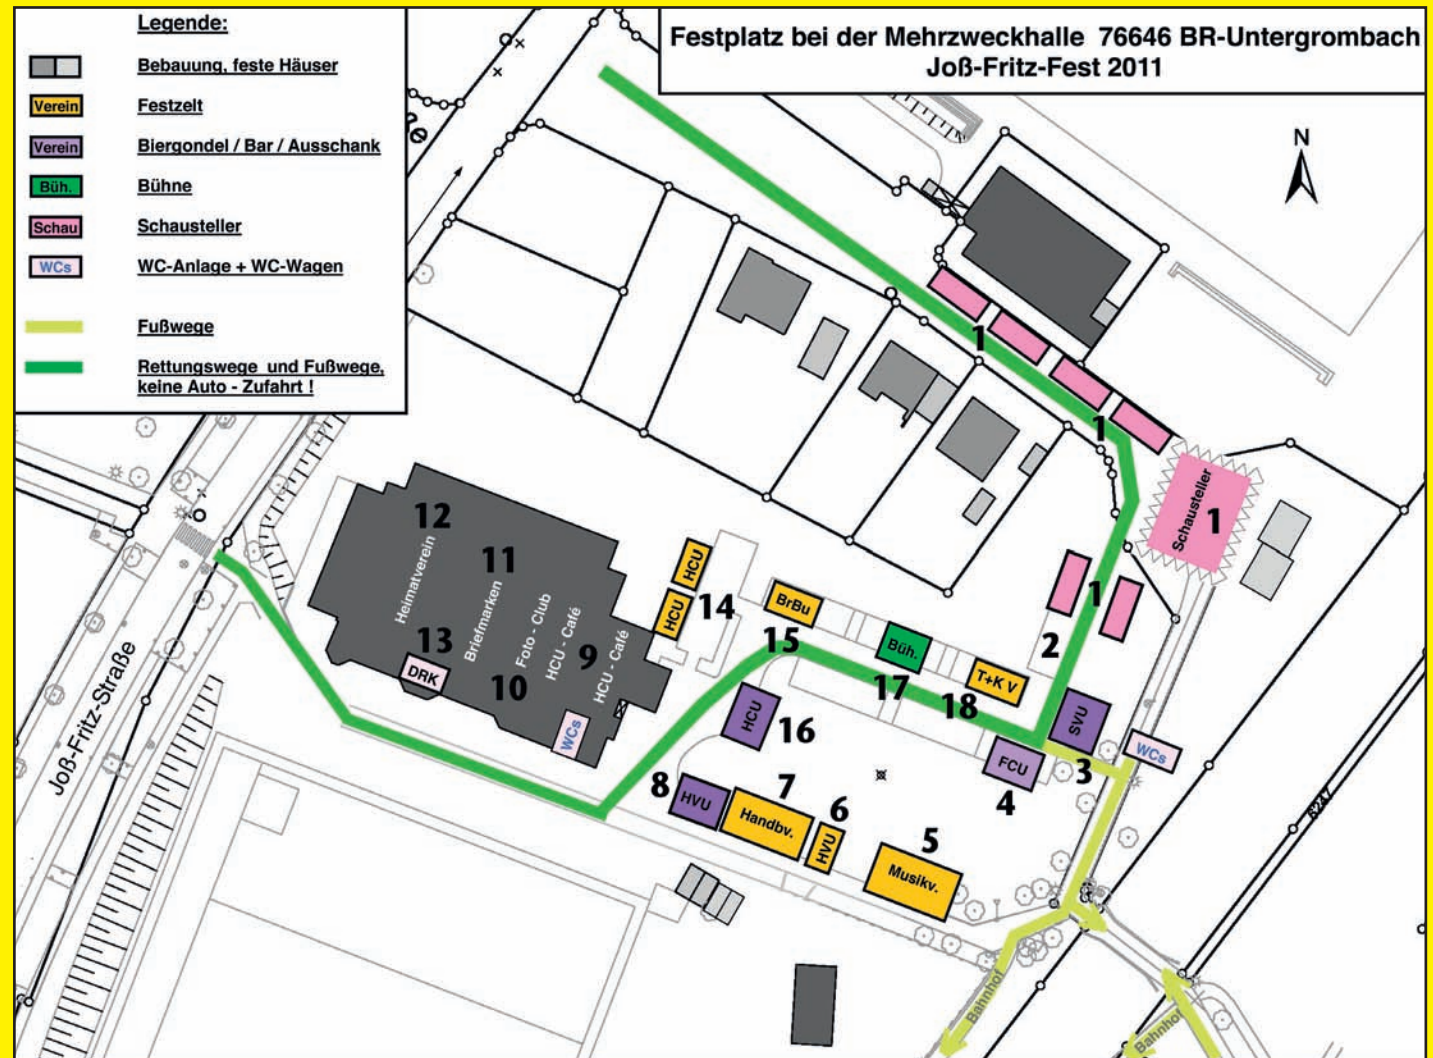 Legende:
Bebauung, feste Häuser
Verein Festzelt
Verein Biergondel / Bar / Ausschank
Büh. Bühne
Schau Schausteller
WCs WC-Anlage + WC-Wagen
Fußwege
Rettungswege und Fußwege,
keine Auto - Zufahrt !
Festplatz bei der Mehrzweckhalle 76646 BR-Untergrombach
Joß-Fritz-Fest 2011
N
1
1
Schausteller
1
1
2
12
Heimatverein
11
Briefmarken
Foto - Club
HCU - Café
9
HCU - Café
13
DRK
10
WCs
HCU
HCU
14
BrBu
15
Büh.
17
T+K V
18
SVU
WCs
3
FCU
4
HCU
16
8
HVU
7
Handbv.
6
HVU
5
Musikv.
Joß-Fritz-Straße
6247
Bahnhof
Bahnhof